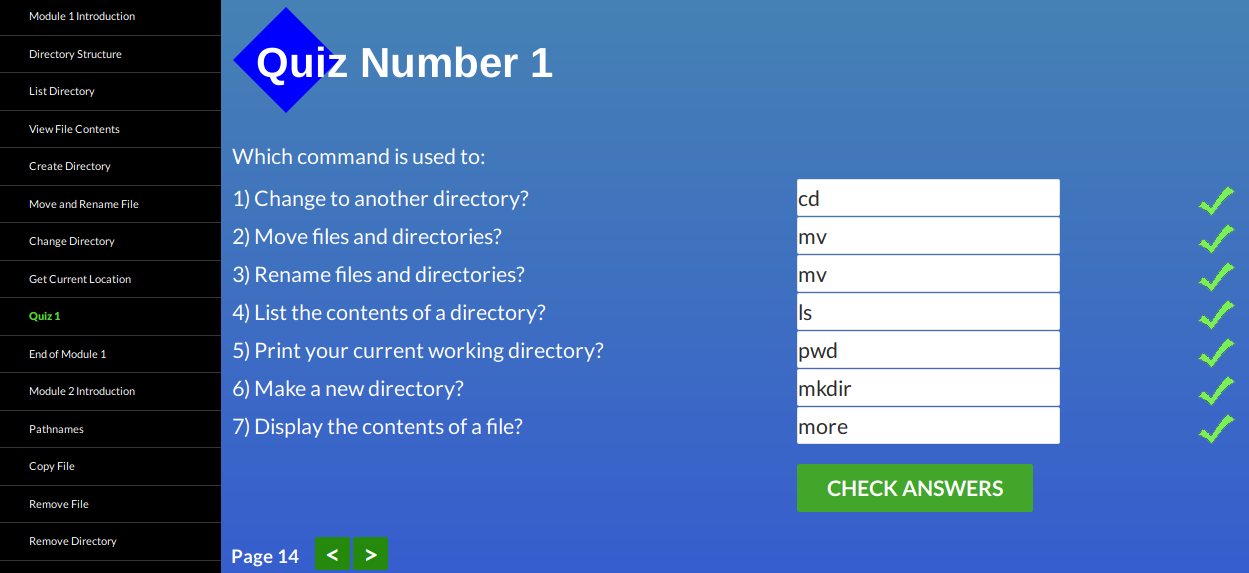 Module 1 Introduction
Directory Structure
List Directory
View File Contents
Create Directory
Move and Rename File
Change Directory
Get Current Location
Quiz 1
End of Module 1
Module 2 Introduction
Pathnames
Copy File
Remove File
Remove Directory
Quiz Number 1
Which command is used to:
1) Change to another directory? cd
2) Move files and directories? mv
3) Rename files and directories? mv
4) List the contents of a directory? ls
5) Print your current working directory? pwd
6) Make a new directory? mkdir
7) Display the contents of a file? more
CHECK ANSWERS
Page 14 < >